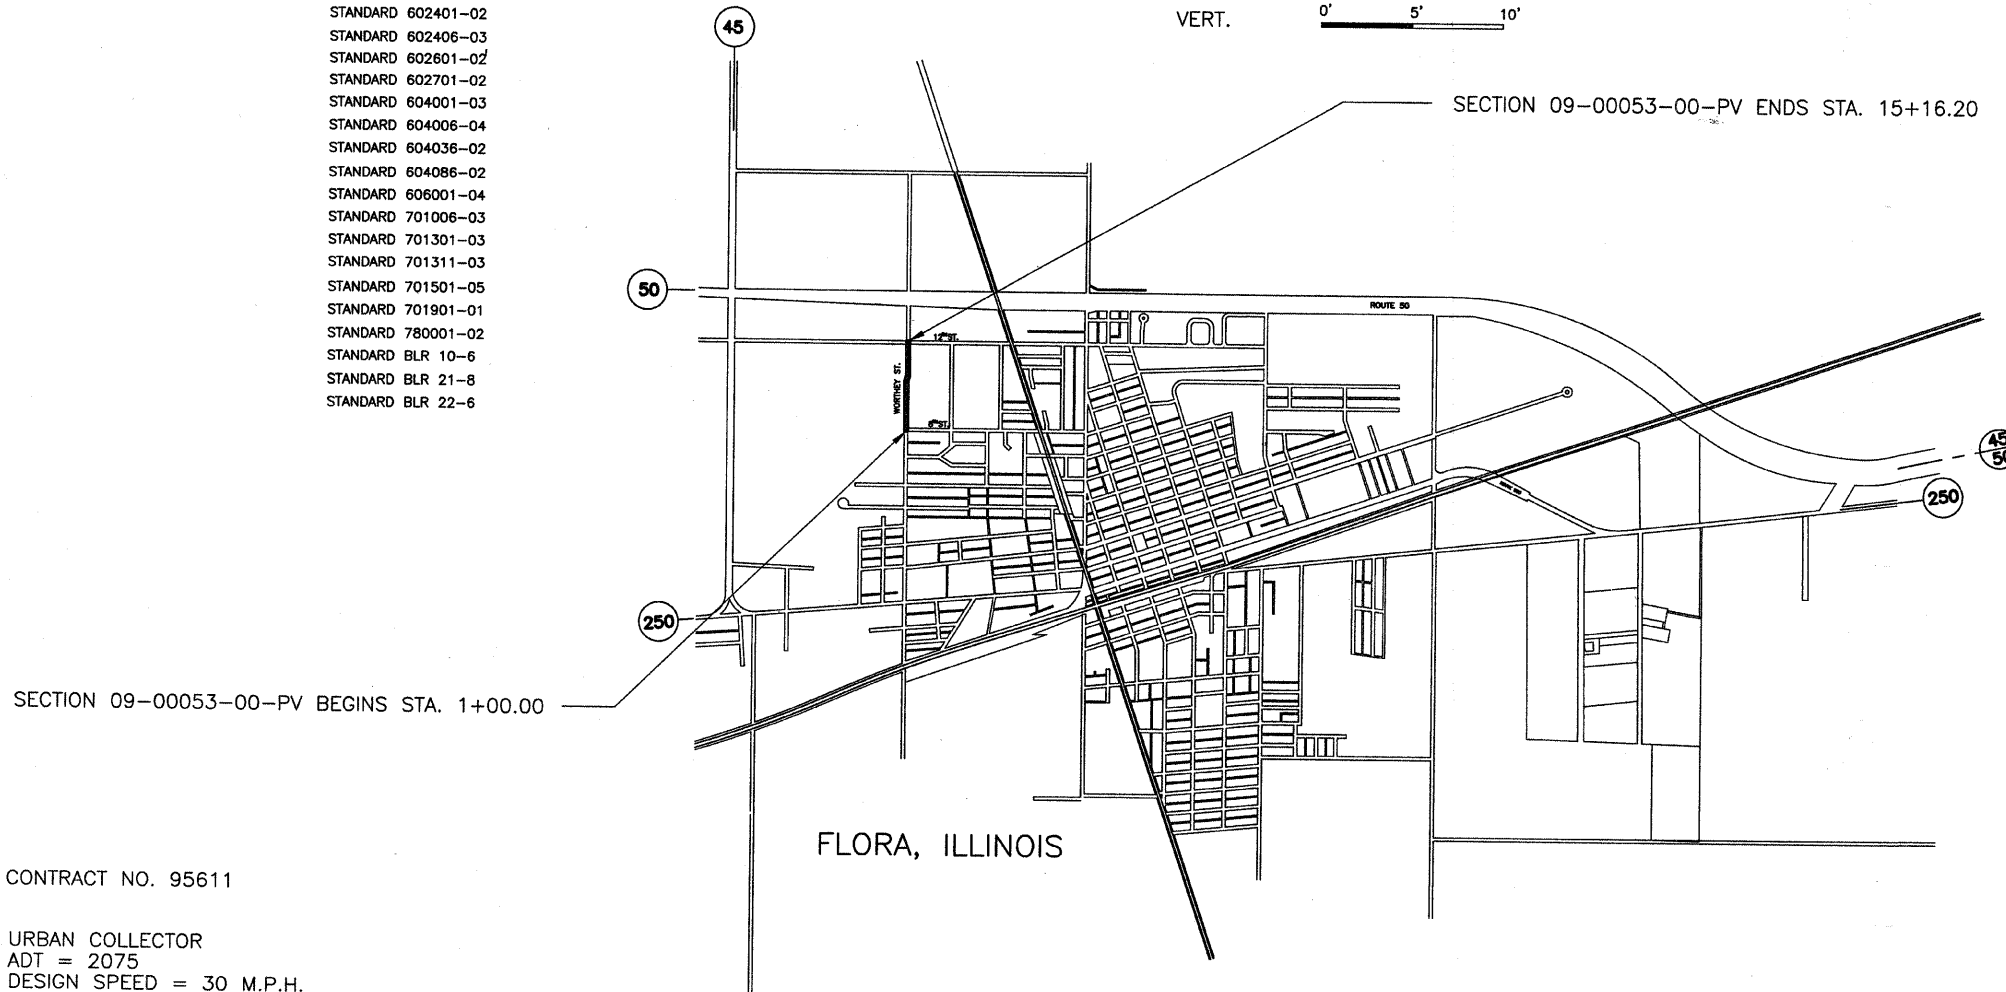 STANDARD 602401-02
STANDARD 602406-03
STANDARD 602601-02
STANDARD 602701-02
STANDARD 604001-03
STANDARD 604006-04
STANDARD 604036-02
STANDARD 604086-02
STANDARD 606001-04
STANDARD 701006-03
STANDARD 701301-03
STANDARD 701311-03
STANDARD 701501-05
STANDARD 701901-01
STANDARD 780001-02
STANDARD BLR 10-6
STANDARD BLR 21-8
STANDARD BLR 22-6
VERT.
0' 5' 10'
45
SECTION 09-00053-00-PV ENDS STA. 15+16.20
50
ROUTE 50
12TH ST.
WORTHEY ST.
8TH ST.
45
50
250
250
SECTION 09-00053-00-PV BEGINS STA. 1+00.00
FLORA, ILLINOIS
CONTRACT NO. 95611
URBAN COLLECTOR
ADT = 2075
DESIGN SPEED = 30 M.P.H.